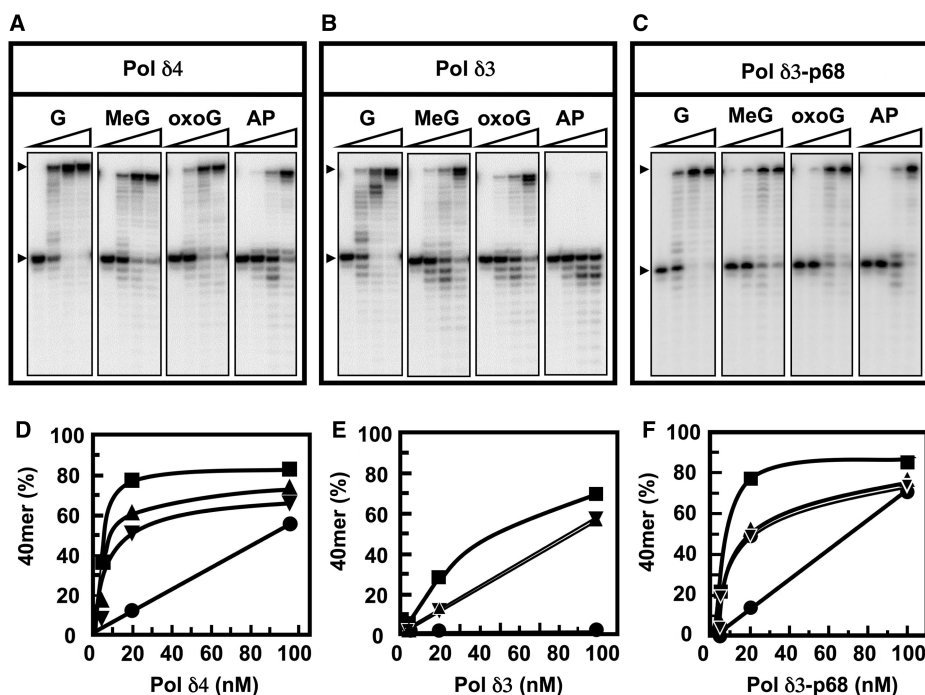 A B C
Pol δ4 Pol δ3 Pol δ3-p68
G MeG oxoG AP G MeG oxoG AP G MeG oxoG AP
D E F
100 100 100
80 80 80
60 60 60
40 40 40
20 20 20
0 0 0
40mer (%) 40mer (%) 40mer (%)
0 20 40 60 80 100 0 20 40 60 80 100 0 20 40 60 80 100
Pol δ4 (nM) Pol δ3 (nM) Pol δ3-p68 (nM)